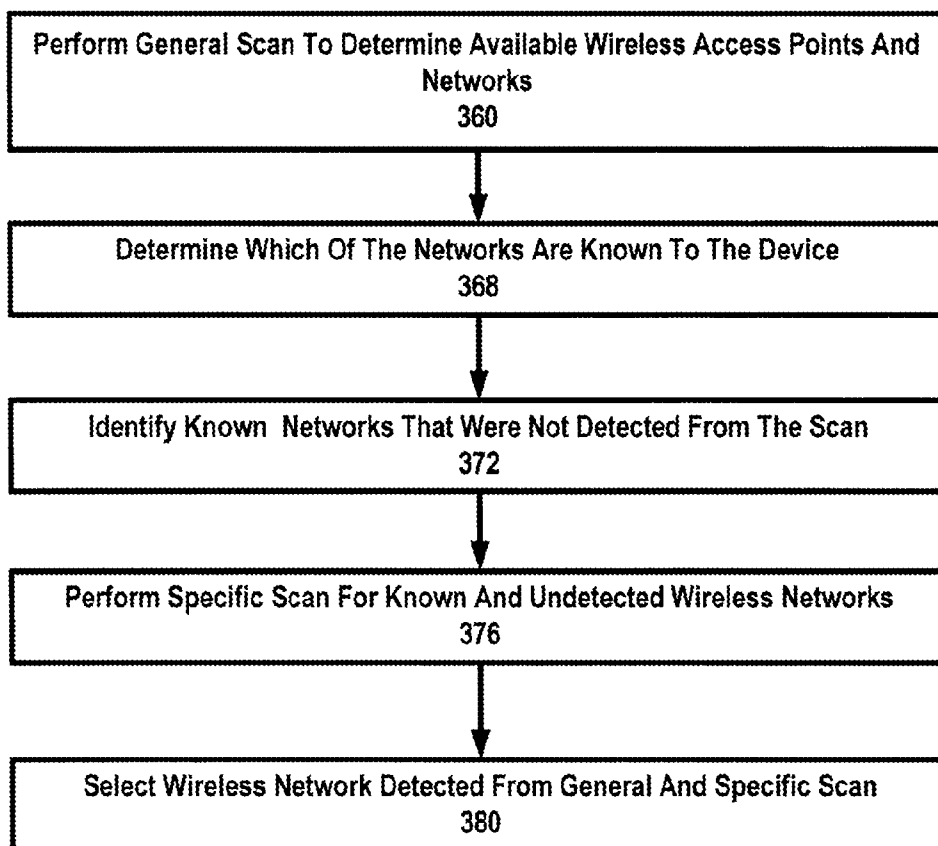 Perform General Scan To Determine Available Wireless Access Points And
Networks
360
Determine Which Of The Networks Are Known To The Device
368
Identify Known Networks That Were Not Detected From The Scan
372
Perform Specific Scan For Known And Undetected Wireless Networks
376
Select Wireless Network Detected From General And Specific Scan
380